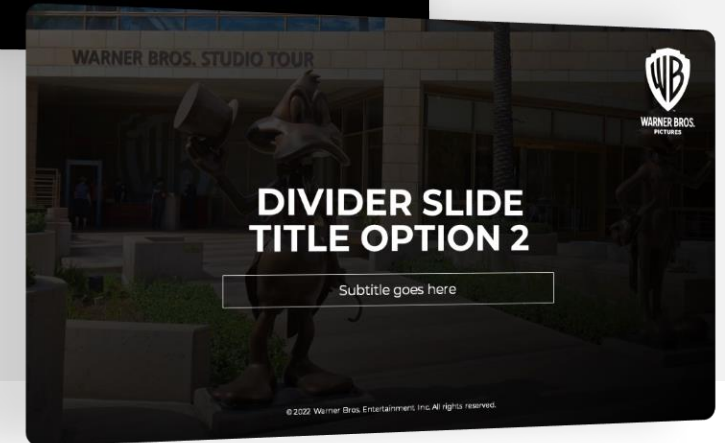 WARNER BROS. STUDIO TOUR
WB
WARNER BROS.
PICTURES
DIVIDER SLIDE
TITLE OPTION 2
Subtitle goes here
© 2022 Warner Bros. Entertainment Inc. All rights reserved.